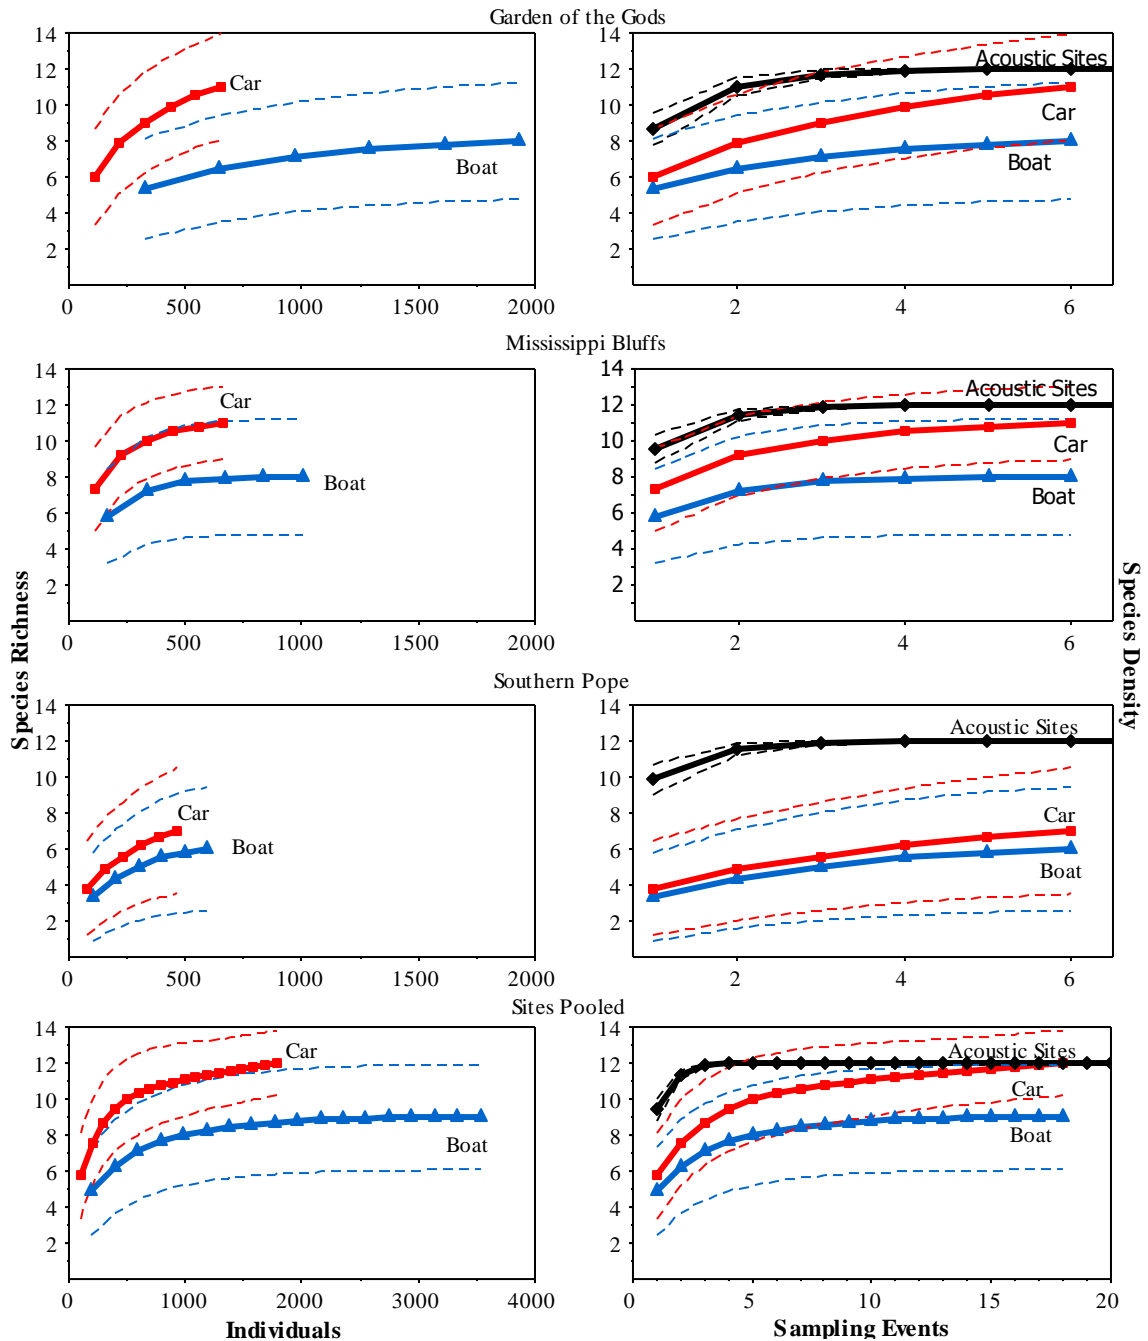 Garden of the Gods
14
12
10
8
6
4
2
Car
Boat
0 500 1000 1500 2000
14
12
10
8
6
4
2
Acoustic Sites
Car
Boat
2 4 6
Mississippi Bluffs
14
12
10
8
6
4
2
Car
Boat
0 500 1000 1500 2000
14
12
10
8
6
4
2
Acoustic Sites
Car
Boat
2 4 6
Species Richness
Species Density
Southern Pope
14
12
10
8
6
4
2
Car
Boat
0 500 1000 1500 2000
14
12
10
8
6
4
2
Acoustic Sites
Car
Boat
2 4 6
Sites Pooled
14
12
10
8
6
4
2
Car
Boat
0 1000 2000 3000 4000
Individuals
14
12
10
8
6
4
2
Acoustic Sites
Car
Boat
0 5 10 15 20
Sampling Events